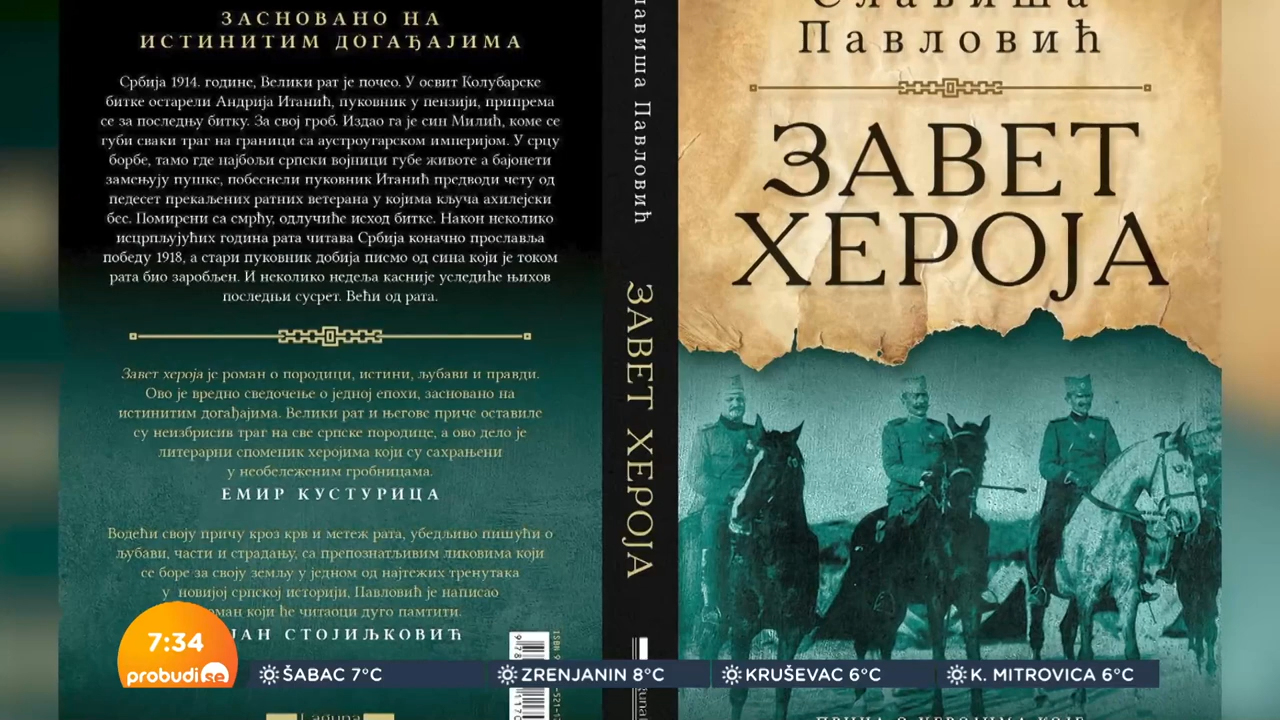 ЗАСНОВАНО НА
ИСТИНИТИМ ДОГАЂАЈИМА
Србија 1914. године, Велики рат је почео. У освит Колубарске
битке остарели Андрија Итанић, пуковник у пензији, припрема
се за последњу битку. За свој гроб. Издао га је син Милић, коме се
губи сваки траг на граници са аустроугарском империјом. У срцу
борбе, тамо где најбољи српски војници губе животе а бајонети
замењују пушке, побеснели пуковник Итанић предводи чету од
педесет прекаљених ратних ветерана у којима кључа ахилејски
бес. Помирени са смрћу, одлучиће исход битке. Након неколико
исцрпљујућих година рата читава Србија коначно прославља
победу 1918, а стари пуковник добија писмо од сина који је током
рата био заробљен. И неколико недеља касније уследиће њихов
последњи сусрет. Већи од рата.
Завет хероја је роман о породици, истини, љубави и правди.
Ово је вредно сведочење о једној епохи, засновано на
истинитим догађајима. Велики рат и његове приче оставиле
су неизбрисив траг на све српске породице, а ово дело је
литерарни споменик херојима који су сахрањени
у необележеним гробницама.
ЕМИР КУСТУРИЦА
Водећи своју причу кроз крв и метеж рата, убедљиво пишући о
љубави, части и страдању, са препознатљивим ликовима који
се боре за своју земљу у једном од најтежих тренутака
у новијој српској историји, Павловић је написао
роман који ће читаоци дуго памтити.
ЈАН СТОЈИЉКОВИЋ
Laguna
Павловић
ЗАВЕТ ХЕРОЈА
Славиша
Павловић
ЗАВЕТ
ХЕРОЈА
7:34
probudi se
ŠABAC 7°C
ZRENJANIN 8°C
KRUŠEVAC 6°C
K. MITROVICA 6°C